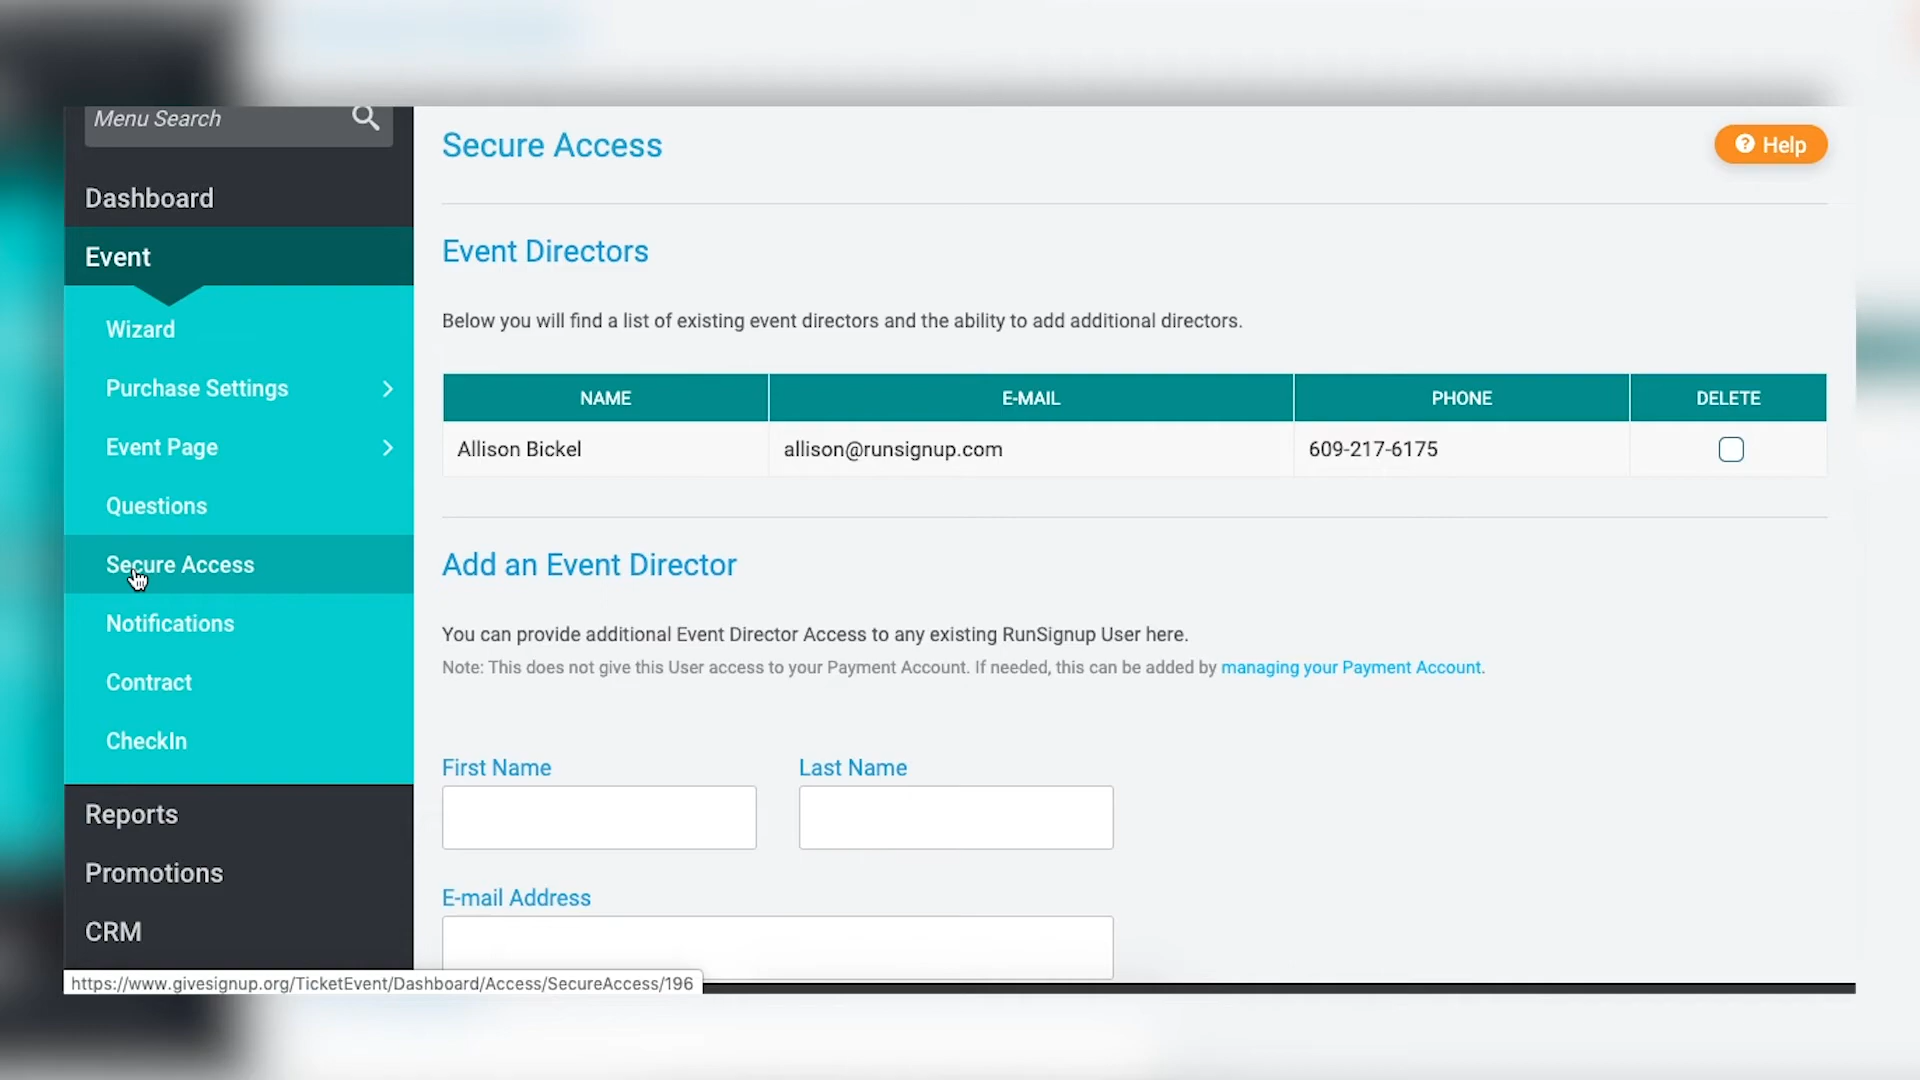 Menu Search
Dashboard
Event
Wizard
Purchase Settings
Event Page
Questions
Secure Access
Notifications
Contract
CheckIn
Reports
Promotions
CRM
https://www.givesignup.org/TicketEvent/Dashboard/Access/SecureAccess/196
Secure Access
Help
Event Directors
Below you will find a list of existing event directors and the ability to add additional directors.
NAME E-MAIL PHONE DELETE
Allison Bickel allison@runsignup.com 609-217-6175
Add an Event Director
You can provide additional Event Director Access to any existing RunSignup User here.
Note: This does not give this User access to your Payment Account. If needed, this can be added by managing your Payment Account.
First Name Last Name
E-mail Address